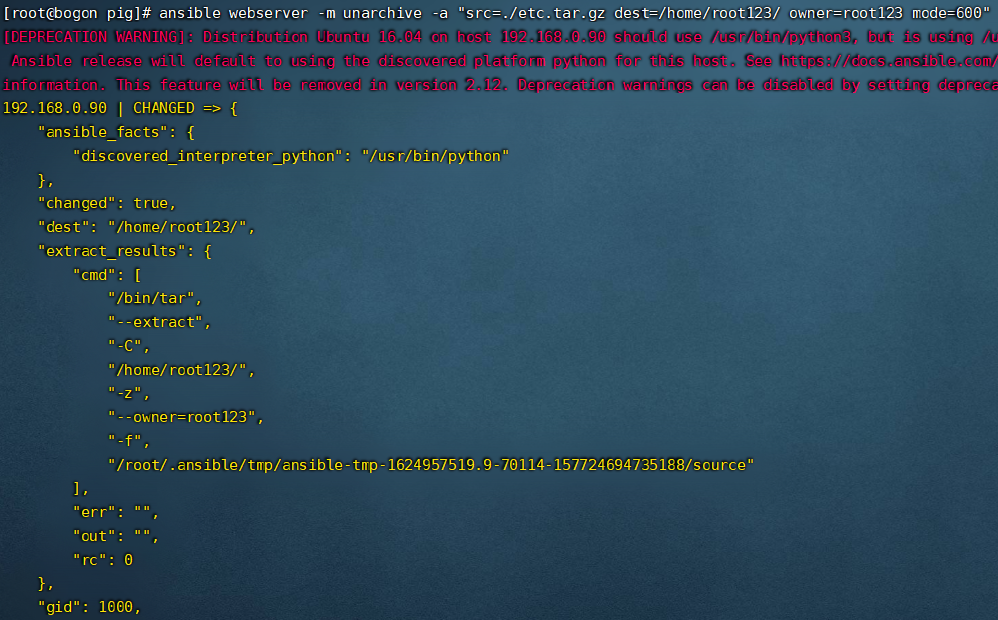 [root@bogon pig]# ansible webserver -m unarchive -a "src=./etc.tar.gz dest=/home/root123/ owner=root123 mode=600"
[DEPRECATION WARNING]: Distribution Ubuntu 16.04 on host 192.168.0.90 should use /usr/bin/python3, but is using /u
Ansible release will default to using the discovered platform python for this host. See https://docs.ansible.com/
information. This feature will be removed in version 2.12. Deprecation warnings can be disabled by setting depreca
192.168.0.90 | CHANGED => {
    "ansible_facts": {
        "discovered_interpreter_python": "/usr/bin/python"
    },
    "changed": true,
    "dest": "/home/root123/",
    "extract_results": {
        "cmd": [
            "/bin/tar",
            "--extract",
            "-C",
            "/home/root123/",
            "-z",
            "--owner=root123",
            "-f",
            "/root/.ansible/tmp/ansible-tmp-1624957519.9-70114-157724694735188/source"
        ],
        "err": "",
        "out": "",
        "rc": 0
    },
    "gid": 1000,